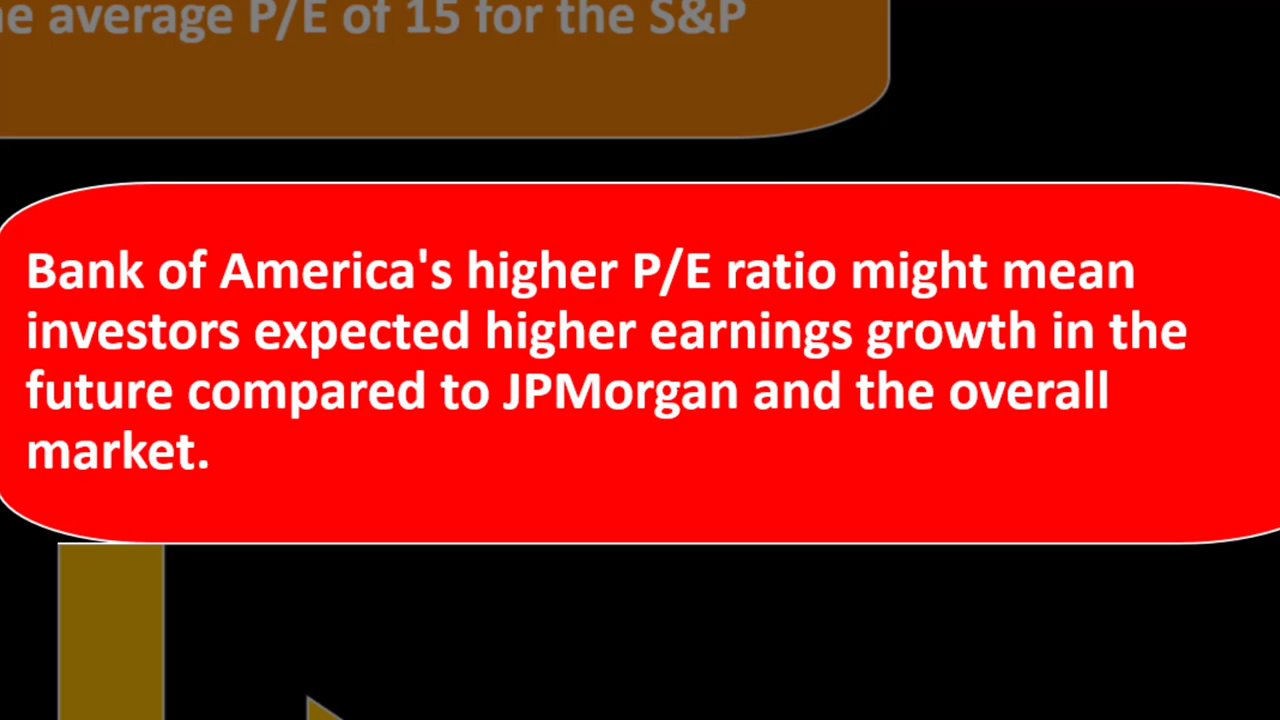 average P/E of 15 for the S&P
Bank of America's higher P/E ratio might mean
investors expected higher earnings growth in the
future compared to JPMorgan and the overall
market.